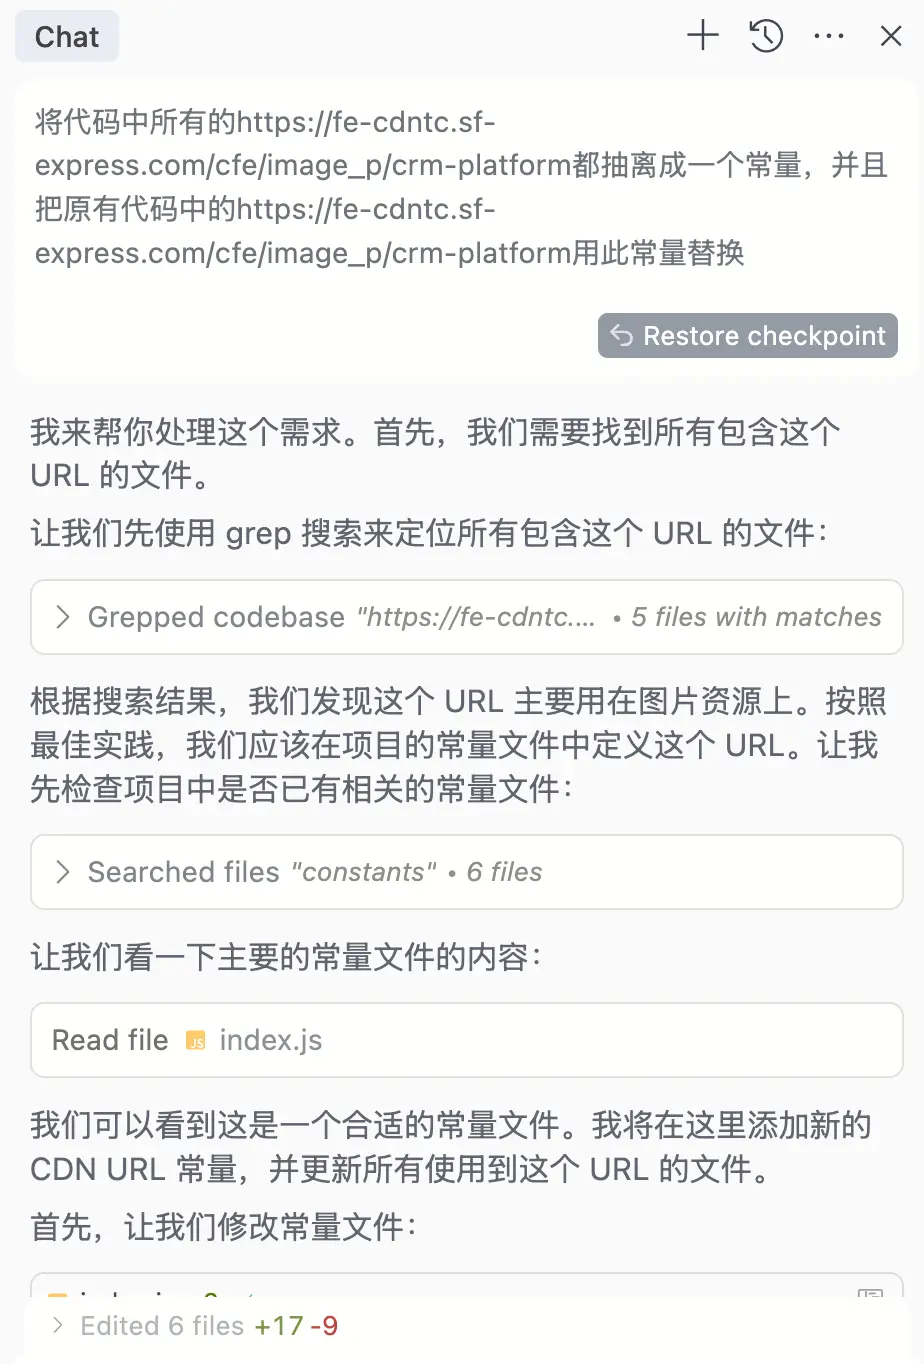 Chat
将代码中所有的https://fe-cdntc.sf-
express.com/cfe/image_p/crm-platform都抽离成一个常量，并且
把原有代码中的https://fe-cdntc.sf-
express.com/cfe/image_p/crm-platform用此常量替换
Restore checkpoint
我来帮你处理这个需求。首先，我们需要找到所有包含这个
URL 的文件。
让我们先使用 grep 搜索来定位所有包含这个 URL 的文件：
Grepped codebase "https://fe-cdntc.... • 5 files with matches
根据搜索结果，我们发现这个 URL 主要用在图片资源上。按照
最佳实践，我们应该在项目的常量文件中定义这个 URL。让我
先检查项目中是否已有相关的常量文件：
Searched files "constants" • 6 files
让我们看一下主要的常量文件的内容：
Read file JS index.js
我们可以看到这是一个合适的常量文件。我将在这里添加新的
CDN URL 常量，并更新所有使用到这个 URL 的文件。
首先，让我们修改常量文件：
Edited 6 files +17 -9